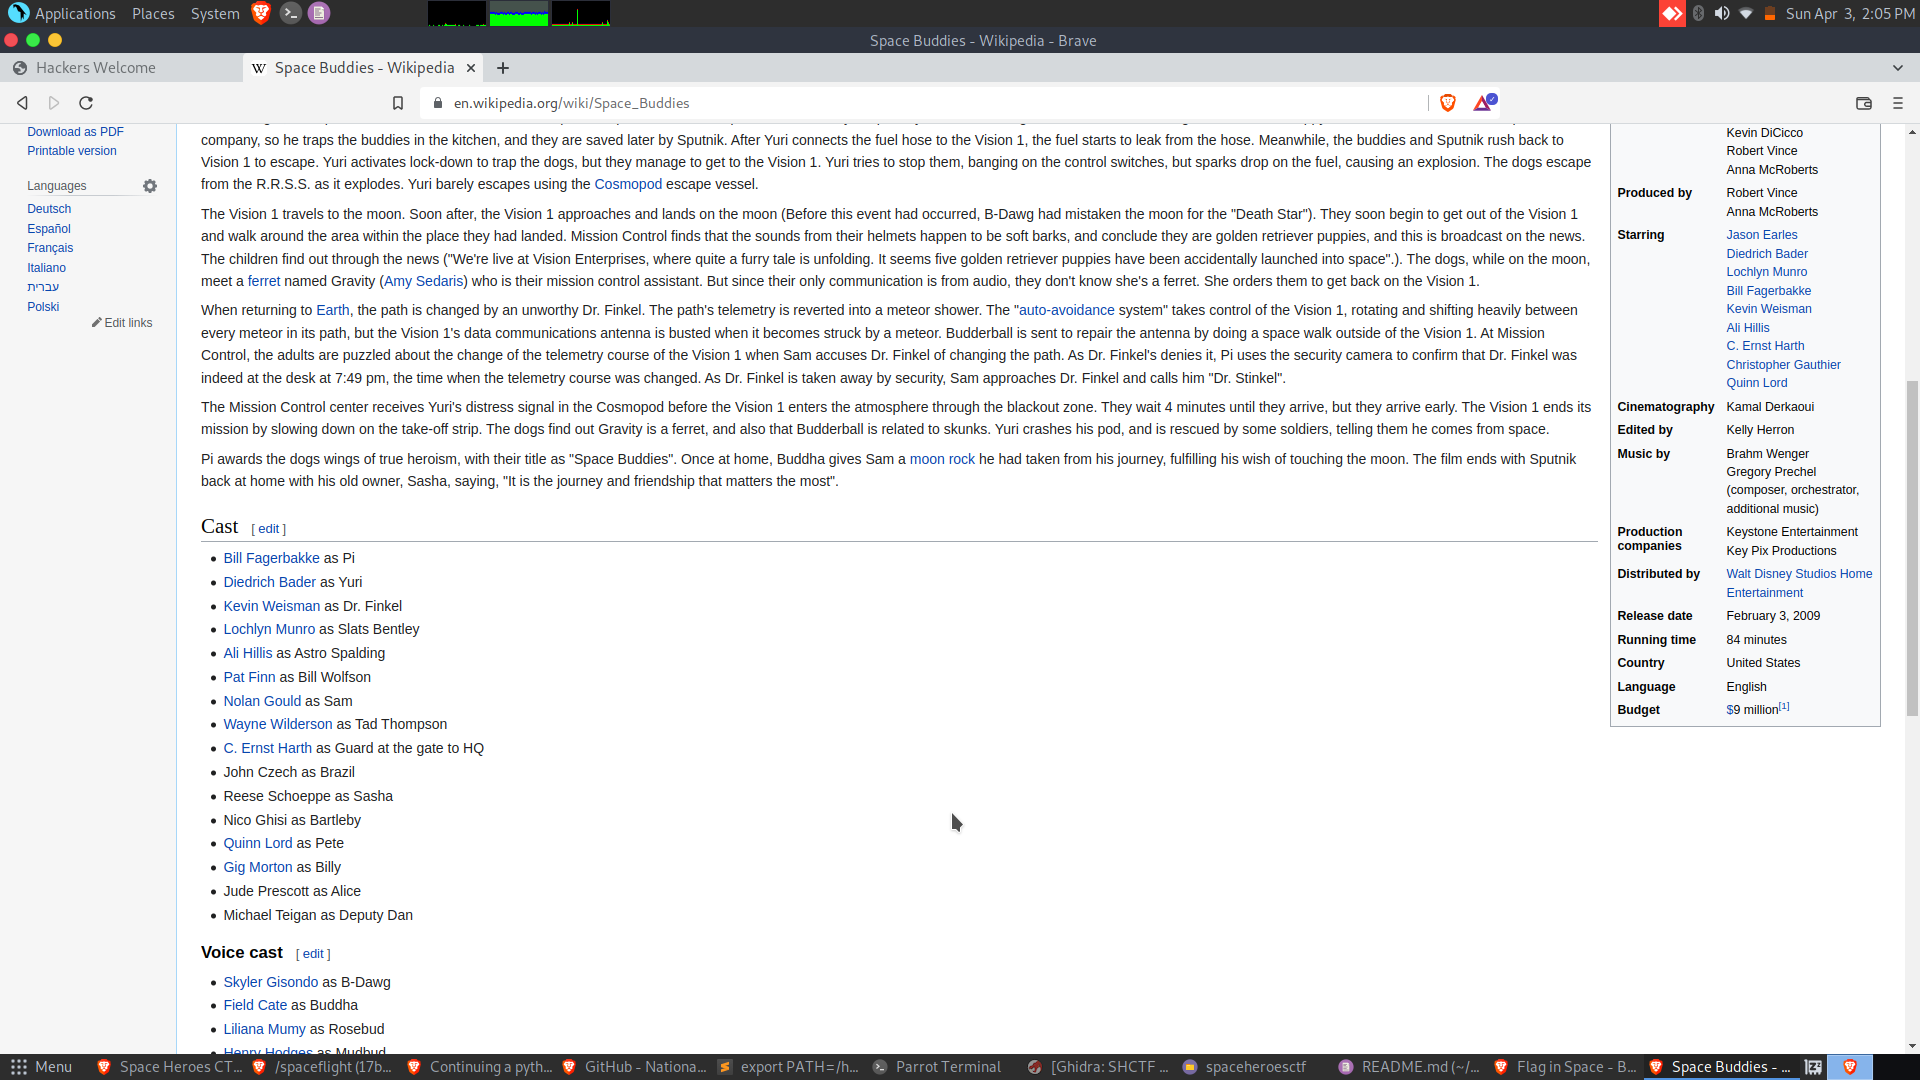 Applications Places System
Sun Apr 3, 2:05 PM
Space Buddies - Wikipedia - Brave
Hackers Welcome
Space Buddies - Wikipedia
en.wikipedia.org/wiki/Space_Buddies
Download as PDF
Printable version
Languages
Deutsch
Español
Français
Italiano
עברית
Polski
Edit links
company, so he traps the buddies in the kitchen, and they are saved later by Sputnik. After Yuri connects the fuel hose to the Vision 1, the fuel starts to leak from the hose. Meanwhile, the buddies and Sputnik rush back to
Vision 1 to escape. Yuri activates lock-down to trap the dogs, but they manage to get to the Vision 1. Yuri tries to stop them, banging on the control switches, but sparks drop on the fuel, causing an explosion. The dogs escape
from the R.R.S.S. as it explodes. Yuri barely escapes using the Cosmopod escape vessel.
The Vision 1 travels to the moon. Soon after, the Vision 1 approaches and lands on the moon (Before this event had occurred, B-Dawg had mistaken the moon for the "Death Star"). They soon begin to get out of the Vision 1
and walk around the area within the place they had landed. Mission Control finds that the sounds from their helmets happen to be soft barks, and conclude they are golden retriever puppies, and this is broadcast on the news.
The children find out through the news ("We're live at Vision Enterprises, where quite a furry tale is unfolding. It seems five golden retriever puppies have been accidentally launched into space".). The dogs, while on the moon,
meet a ferret named Gravity (Amy Sedaris) who is their mission control assistant. But since their only communication is from audio, they don't know she's a ferret. She orders them to get back on the Vision 1.
When returning to Earth, the path is changed by an unworthy Dr. Finkel. The path's telemetry is reverted into a meteor shower. The "auto-avoidance system" takes control of the Vision 1, rotating and shifting heavily between
every meteor in its path, but the Vision 1's data communications antenna is busted when it becomes struck by a meteor. Budderball is sent to repair the antenna by doing a space walk outside of the Vision 1. At Mission
Control, the adults are puzzled about the change of the telemetry course of the Vision 1 when Sam accuses Dr. Finkel of changing the path. As Dr. Finkel's denies it, Pi uses the security camera to confirm that Dr. Finkel was
indeed at the desk at 7:49 pm, the time when the telemetry course was changed. As Dr. Finkel is taken away by security, Sam approaches Dr. Finkel and calls him "Dr. Stinkel".
The Mission Control center receives Yuri's distress signal in the Cosmopod before the Vision 1 enters the atmosphere through the blackout zone. They wait 4 minutes until they arrive, but they arrive early. The Vision 1 ends its
mission by slowing down on the take-off strip. The dogs find out Gravity is a ferret, and also that Budderball is related to skunks. Yuri crashes his pod, and is rescued by some soldiers, telling them he comes from space.
Pi awards the dogs wings of true heroism, with their title as "Space Buddies". Once at home, Buddha gives Sam a moon rock he had taken from his journey, fulfilling his wish of touching the moon. The film ends with Sputnik
back at home with his old owner, Sasha, saying, "It is the journey and friendship that matters the most".
Cast [ edit ]
Bill Fagerbakke as Pi
Diedrich Bader as Yuri
Kevin Weisman as Dr. Finkel
Lochlyn Munro as Slats Bentley
Ali Hillis as Astro Spalding
Pat Finn as Bill Wolfson
Nolan Gould as Sam
Wayne Wilderson as Tad Thompson
C. Ernst Harth as Guard at the gate to HQ
John Czech as Brazil
Reese Schoeppe as Sasha
Nico Ghisi as Bartleby
Quinn Lord as Pete
Gig Morton as Billy
Jude Prescott as Alice
Michael Teigan as Deputy Dan
Voice cast [ edit ]
Skyler Gisondo as B-Dawg
Field Cate as Buddha
Liliana Mumy as Rosebud
Henry Hodges as Mudbud
Kevin DiCicco
Robert Vince
Anna McRoberts
Produced by Robert Vince
Anna McRoberts
Starring Jason Earles
Diedrich Bader
Lochlyn Munro
Bill Fagerbakke
Kevin Weisman
Ali Hillis
C. Ernst Harth
Christopher Gauthier
Quinn Lord
Cinematography Kamal Derkaoui
Edited by Kelly Herron
Music by Brahm Wenger
Gregory Prechel
(composer, orchestrator,
additional music)
Production companies Keystone Entertainment
Key Pix Productions
Distributed by Walt Disney Studios Home
Entertainment
Release date February 3, 2009
Running time 84 minutes
Country United States
Language English
Budget $9 million[1]
Menu Space Heroes CT... /spaceflight (17b... Continuing a pyth... GitHub - Nationa... export PATH=/h... Parrot Terminal [Ghidra: SHCTF ... spaceheroesctf README.md (~/... Flag in Space - B... Space Buddies - ...